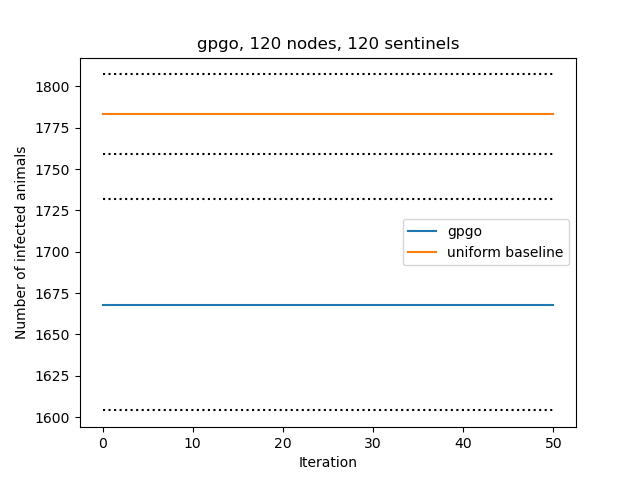 gpgo, 120 nodes, 120 sentinels
Number of infected animals
1800
1775
1750
1725
1700
1675
1650
1625
1600
gpgo
uniform baseline
0 10 20 30 40 50
Iteration